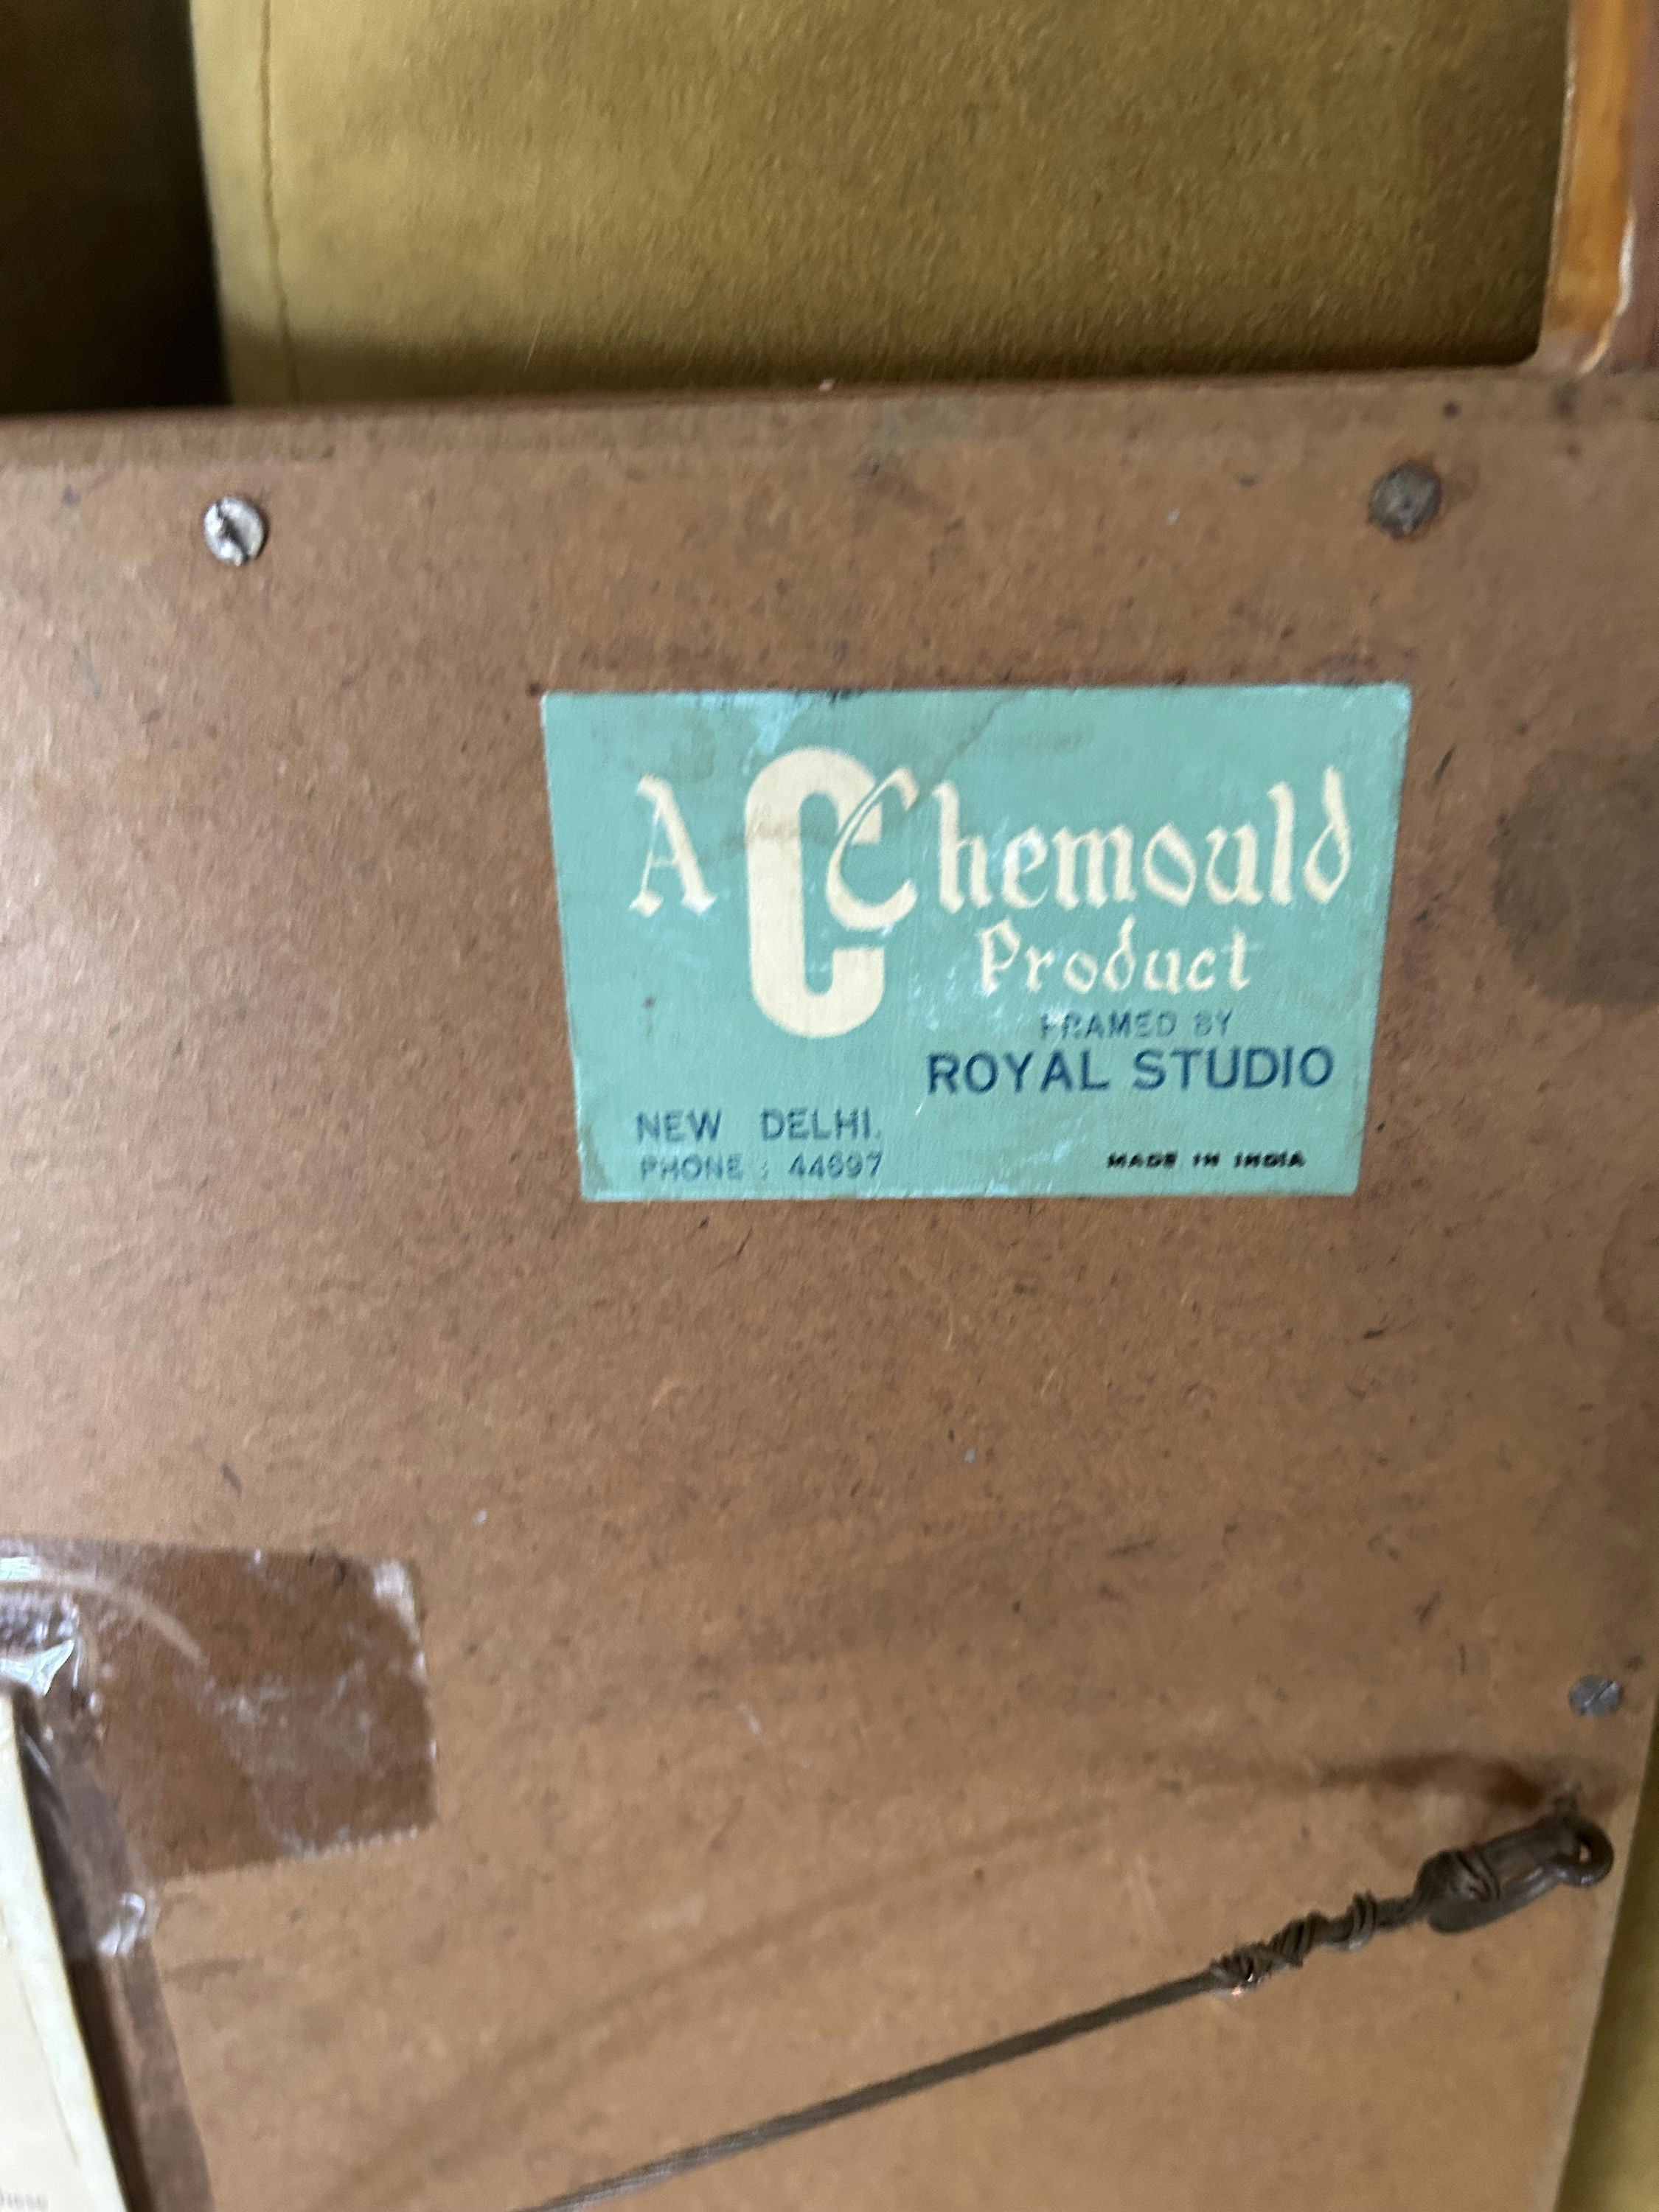 A Chemould
Product
FRAMED BY
ROYAL STUDIO
NEW DELHI.
PHONE : 44697
MADE IN INDIA